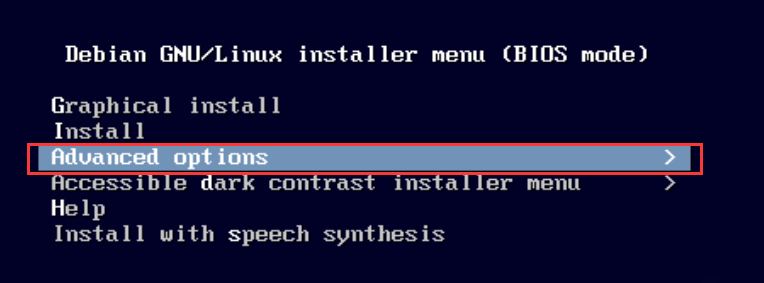 Debian GNU/Linux installer menu (BIOS mode)
Graphical install
Install
Advanced options >
Accessible dark contrast installer menu >
Help
Install with speech synthesis